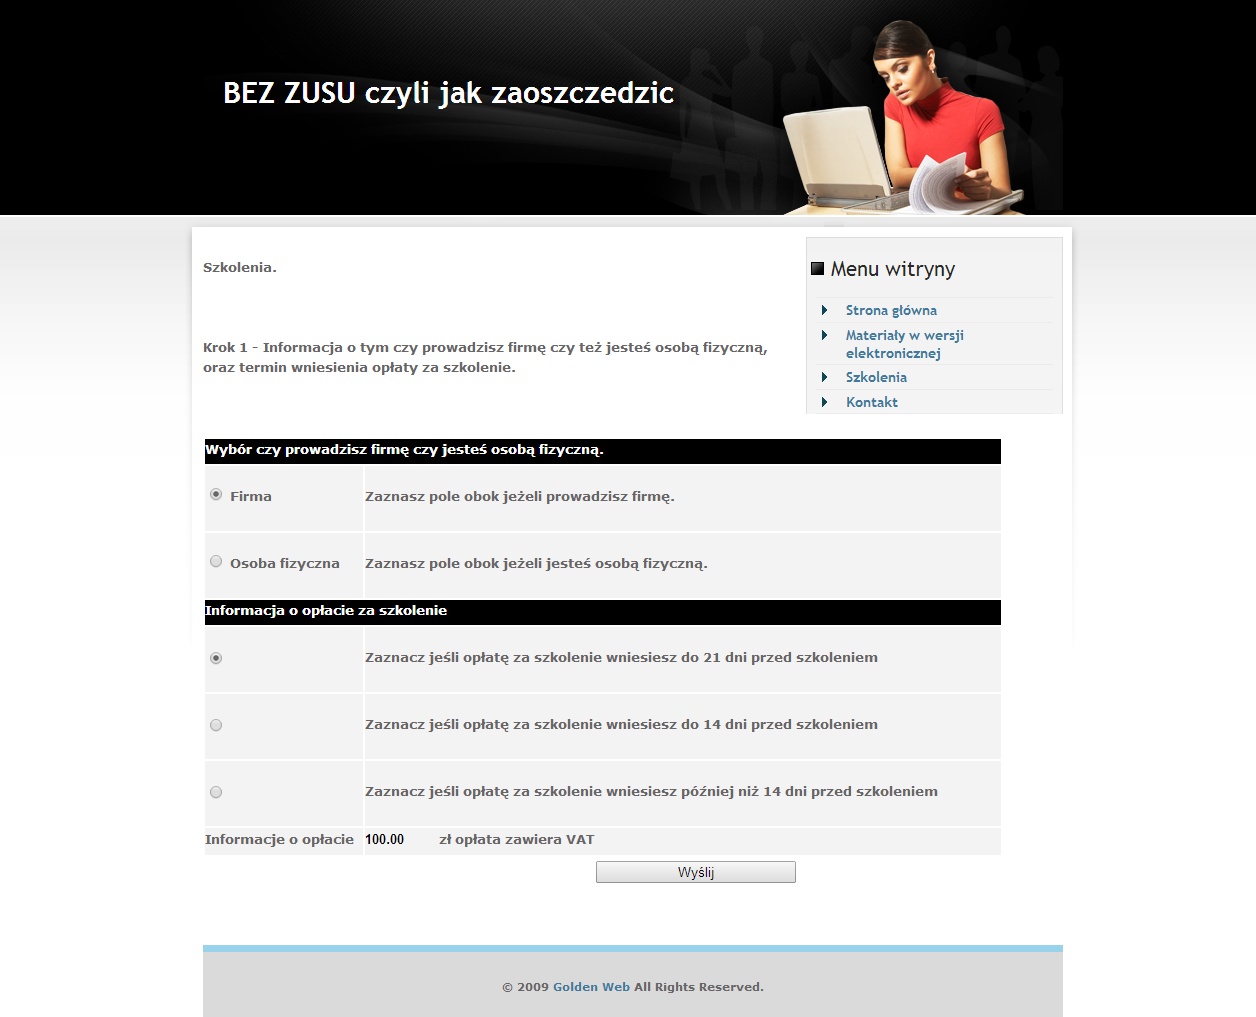 BEZ ZUSU czyli jak zaoszczedzic
Szkolenia.
Krok 1 - Informacja o tym czy prowadzisz firmę czy też jesteś osobą fizyczną,
oraz termin wniesienia opłaty za szkolenie.
Menu witryny
Strona główna
Materiały w wersji
elektronicznej
Szkolenia
Kontakt
Wybór czy prowadzisz firmę czy jesteś osobą fizyczną.
Firma Zaznasz pole obok jeżeli prowadzisz firmę.
Osoba fizyczna Zaznasz pole obok jeżeli jesteś osobą fizyczną.
Informacja o opłacie za szkolenie
Zaznacz jeśli opłatę za szkolenie wniesiesz do 21 dni przed szkoleniem
Zaznacz jeśli opłatę za szkolenie wniesiesz do 14 dni przed szkoleniem
Zaznacz jeśli opłatę za szkolenie wniesiesz później niż 14 dni przed szkoleniem
Informacje o opłacie 100.00 zł opłata zawiera VAT
Wyślij
© 2009 Golden Web All Rights Reserved.